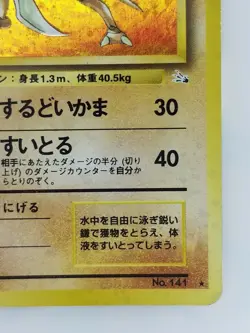 ン：身長1.3m、体重40.5kg
するどいかま 30
すいとる 40
相手にあたえたダメージの半分（切り
上げ）のダメージカウンターを自分か
らとりのぞく。
にげる
水中を自由に泳ぎ鋭い
鎌で獲物をとらえ、体
液をすいとってしまう。
No. 141 ★